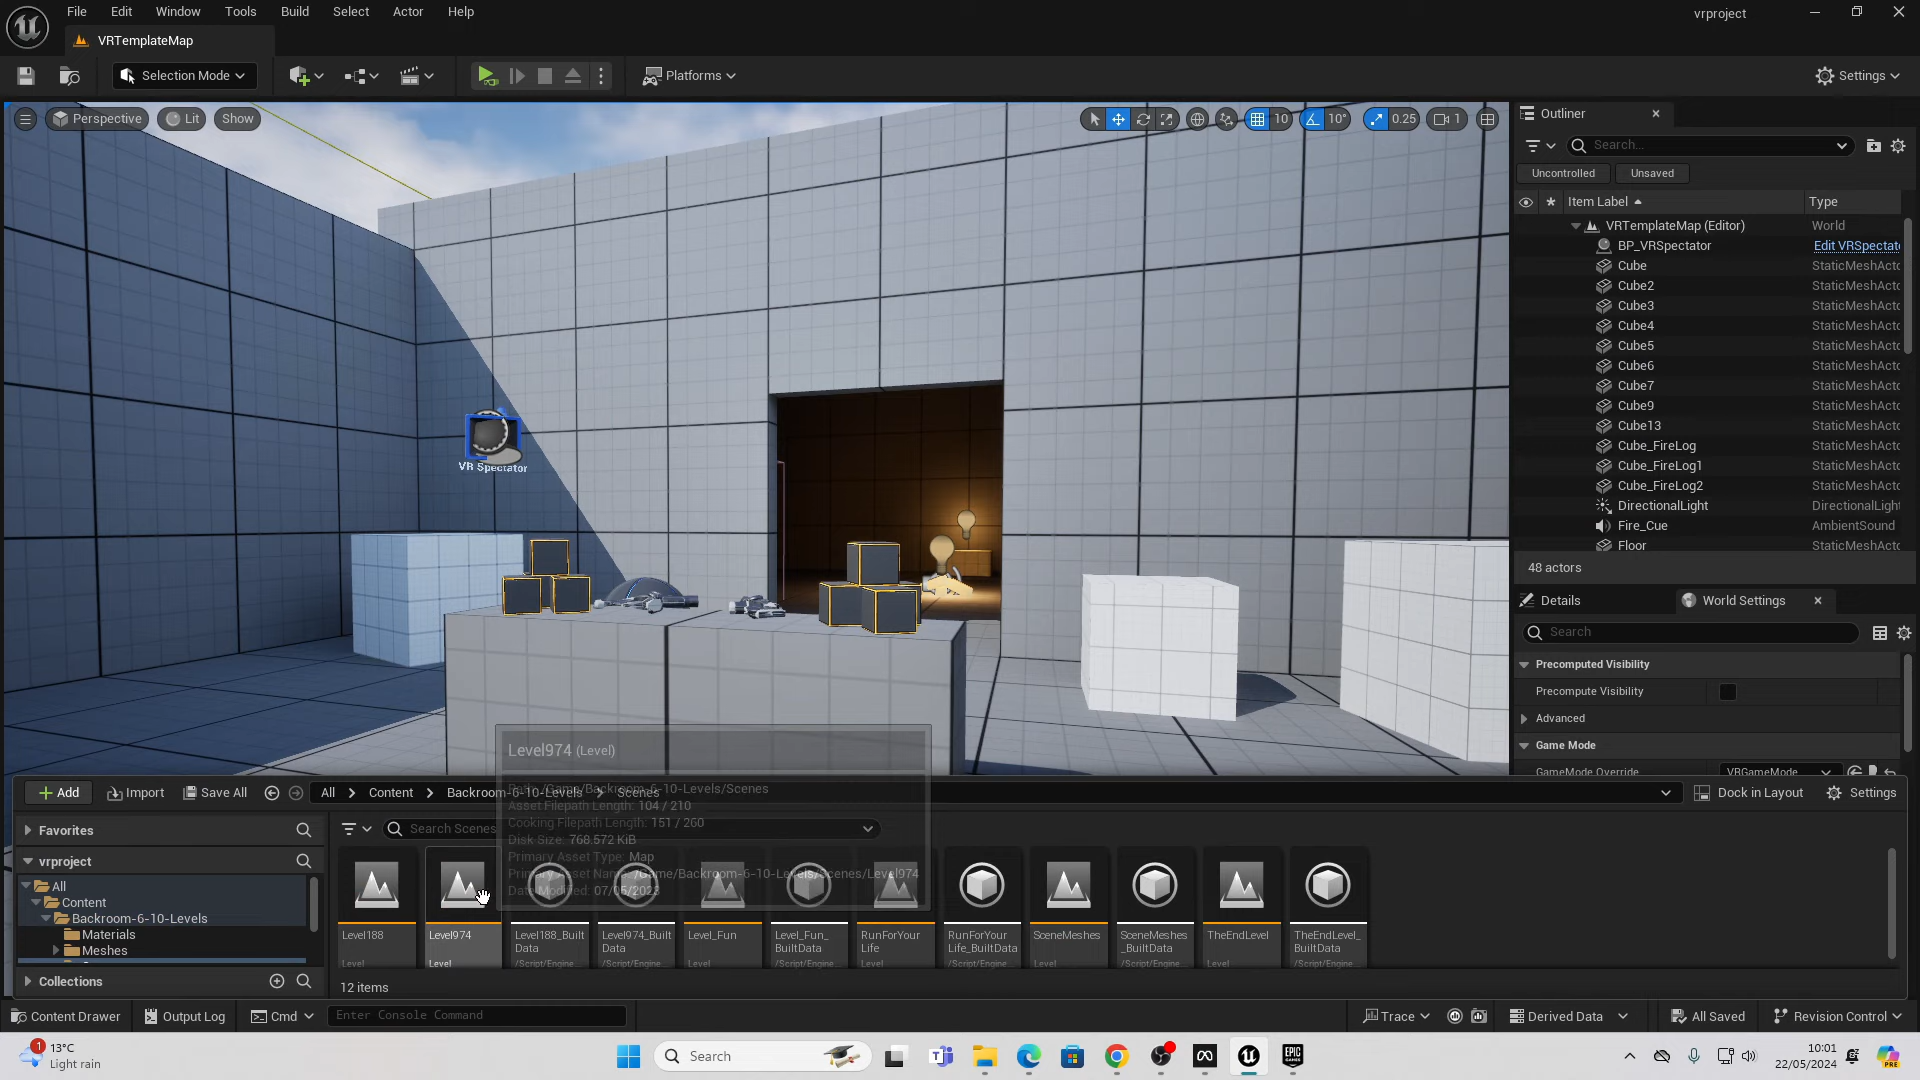 File Edit Window Tools Build Select Actor Help
vrproject
VRTemplateMap
Selection Mode
Platforms
Settings
Perspective Lit Show
10 10° 0.25 1
VR Spectator
Outliner
Search...
Uncontrolled Unsaved
Item Label Type
VRTemplateMap (Editor) World
BP_VRSpectator Edit VRSpectat
Cube StaticMeshActo
Cube2 StaticMeshActo
Cube3 StaticMeshActo
Cube4 StaticMeshActo
Cube5 StaticMeshActo
Cube6 StaticMeshActo
Cube7 StaticMeshActo
Cube9 StaticMeshActo
Cube13 StaticMeshActo
Cube_FireLog StaticMeshActo
Cube_FireLog1 StaticMeshActo
Cube_FireLog2 StaticMeshActo
DirectionalLight DirectionalLight
Fire_Cue AmbientSound
Floor StaticMeshActo
48 actors
Details World Settings
Search
Precomputed Visibility
Precompute Visibility
Advanced
Game Mode
GameMode Override VRGameMode
Level974 (Level)
Path: /Game/Backroom-6-10-Levels/Scenes
Asset Filepath Length: 104 / 210
Cooking Filepath Length: 151 / 260
Disk Size: 768.572 KiB
Primary Asset Type: Map
Primary Asset Name: /Game/Backroom-6-10-Levels/Scenes/Level974
Date Modified: 07/05/2023
Add Import Save All All Content Backroom-6-10-Levels Scenes Dock in Layout Settings
Favorites
Search Scenes
vrproject
All
Content
Backroom-6-10-Levels
Materials
Meshes
Collections
Level188 Level
Level974 Level
Level188_Built Data /Script/Engine...
Level974_Built Data /Script/Engine...
Level_Fun Level
Level_Fun_ BuiltData /Script/Engine...
RunForYour Life Level
RunForYour Life_BuiltData /Script/Engine...
SceneMeshes Level
SceneMeshes _BuiltData /Script/Engine...
TheEndLevel Level
TheEndLevel_ BuiltData /Script/Engine...
12 items
Content Drawer Output Log Cmd Enter Console Command Trace Derived Data All Saved Revision Control
1 13°C
Light rain
Search
EPIC GAMES
10:01
22/05/2024
PRE